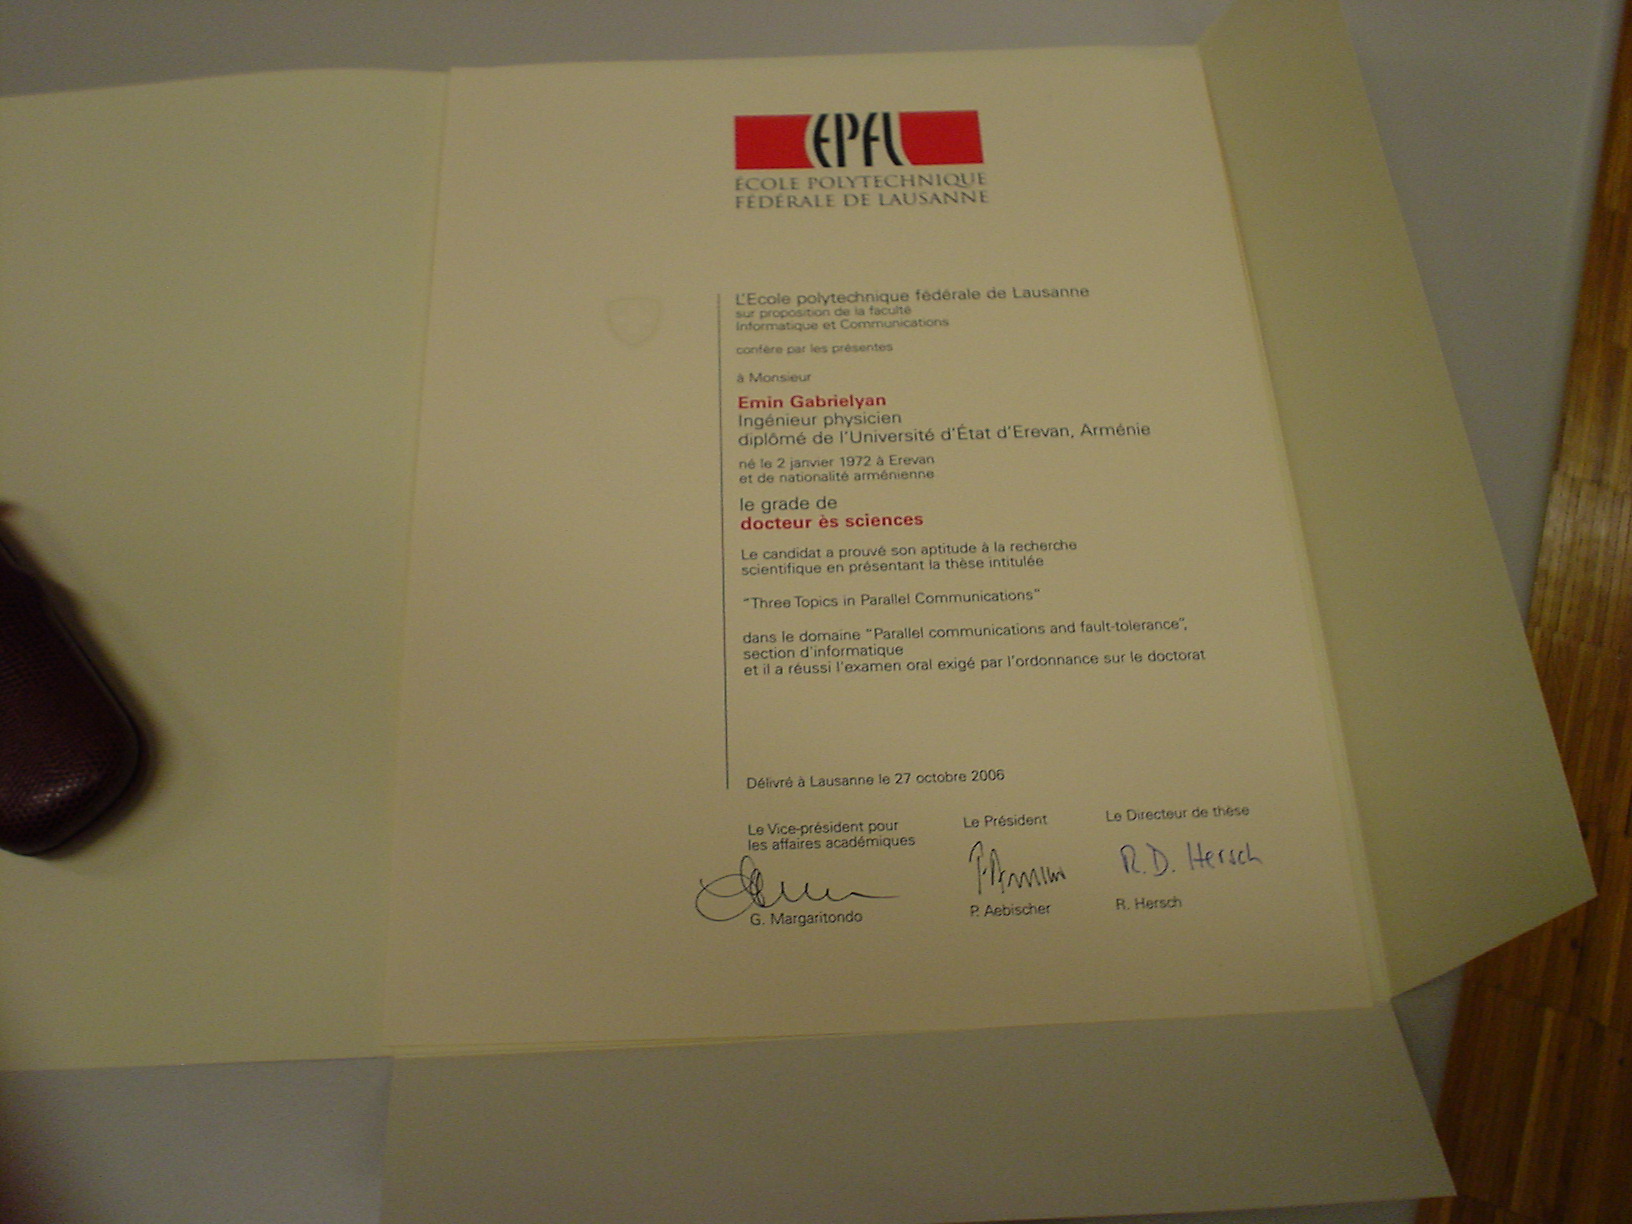 EPFL
ÉCOLE POLYTECHNIQUE
FÉDÉRALE DE LAUSANNE
L'Ecole polytechnique fédérale de Lausanne
sur proposition de la faculté
Informatique et Communications
confère par les présentes
à Monsieur
Emin Gabrielyan
Ingénieur physicien
diplômé de l'Université d'État d'Erevan, Arménie
né le 2 janvier 1972 à Erevan
et de nationalité arménienne
le grade de
docteur ès sciences
Le candidat a prouvé son aptitude à la recherche
scientifique en présentant la thèse intitulée
"Three Topics in Parallel Communications"
dans le domaine "Parallel communications and fault-tolerance",
section d'informatique
et il a réussi l'examen oral exigé par l'ordonnance sur le doctorat
Délivré à Lausanne le 27 octobre 2006
Le Vice-président pour
les affaires académiques
G. Margaritondo
Le Président
P. Aebischer
Le Directeur de thèse
R. D. Hersch
R. Hersch